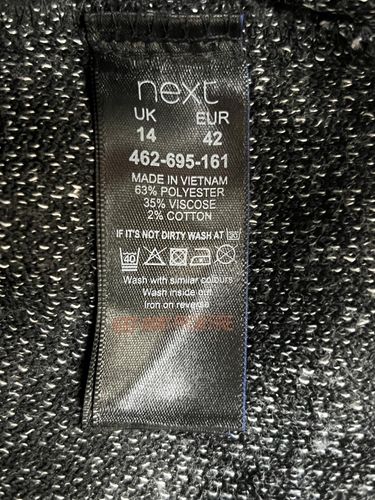 next
UK EUR
14 42
462-695-161
MADE IN VIETNAM
63% POLYESTER
35% VISCOSE
2% COTTON
IF IT'S NOT DIRTY WASH AT 30
40
Wash with similar colours
Wash inside out
Iron on reverse